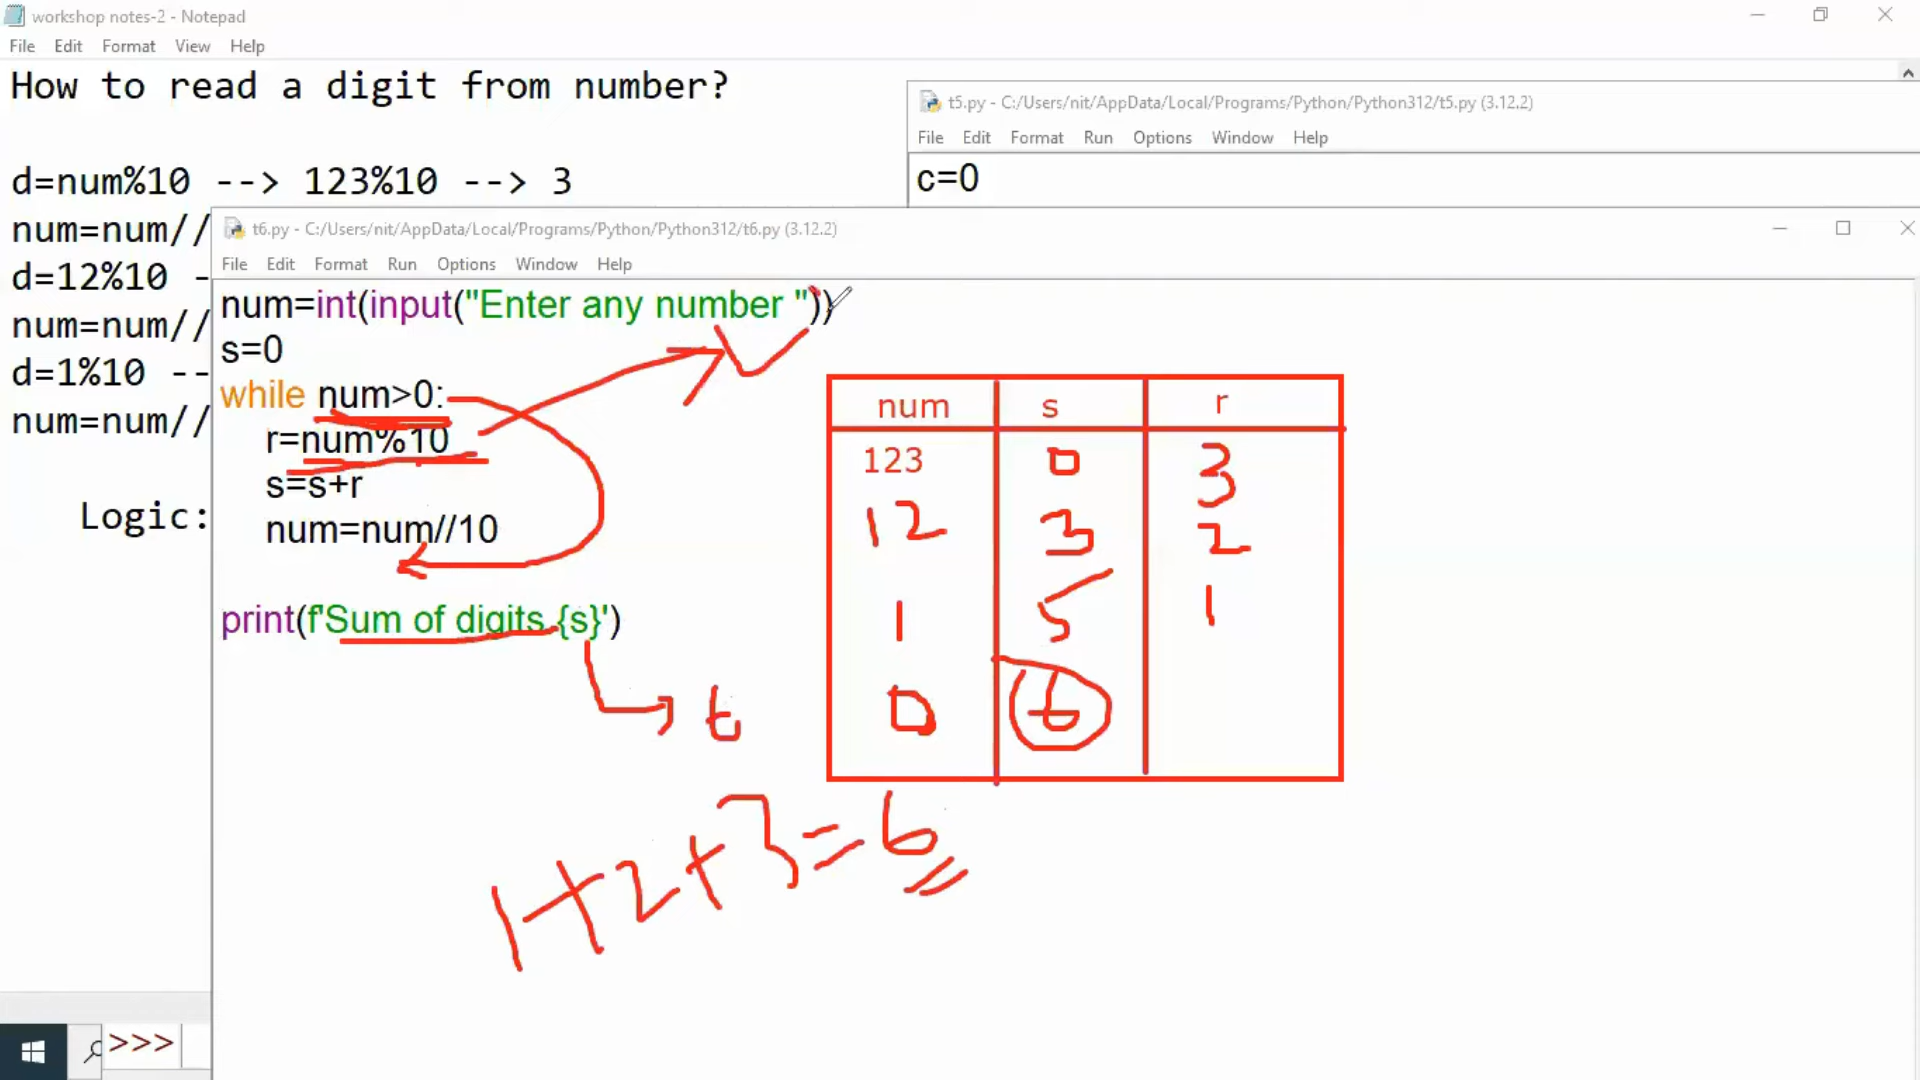 workshop notes-2 - Notepad
File Edit Format View Help
How to read a digit from number?
d=num%10 --> 123%10 --> 3
num=num//
d=12%10 -
num=num//
d=1%10 --
num=num//
Logic:
t5.py - C:/Users/nit/AppData/Local/Programs/Python/Python312/t5.py (3.12.2)
File Edit Format Run Options Window Help
c=0
t6.py - C:/Users/nit/AppData/Local/Programs/Python/Python312/t6.py (3.12.2)
File Edit Format Run Options Window Help
num=int(input("Enter any number "))
s=0
while num>0:
r=num%10
s=s+r
num=num//10
print(f'Sum of digits {s}')
num s r
123 0 3
12 3 2
1 5 1
0 6
1+2+3=6
>>>